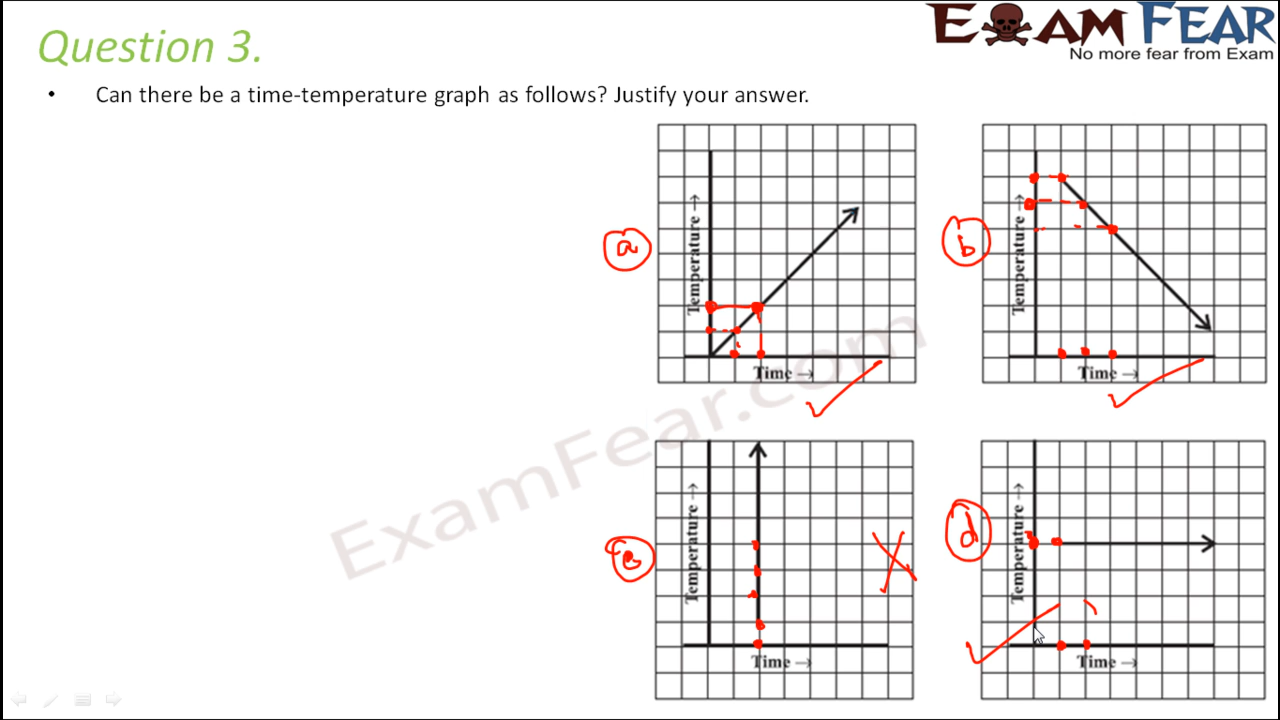 Question 3.
EXAM FEAR
No more fear from Exam
• Can there be a time-temperature graph as follows? Justify your answer.
a
Temperature →
Time →
b
Temperature →
Time →
Temperature →
Time →
d
Temperature →
Time →
ExamFear.com